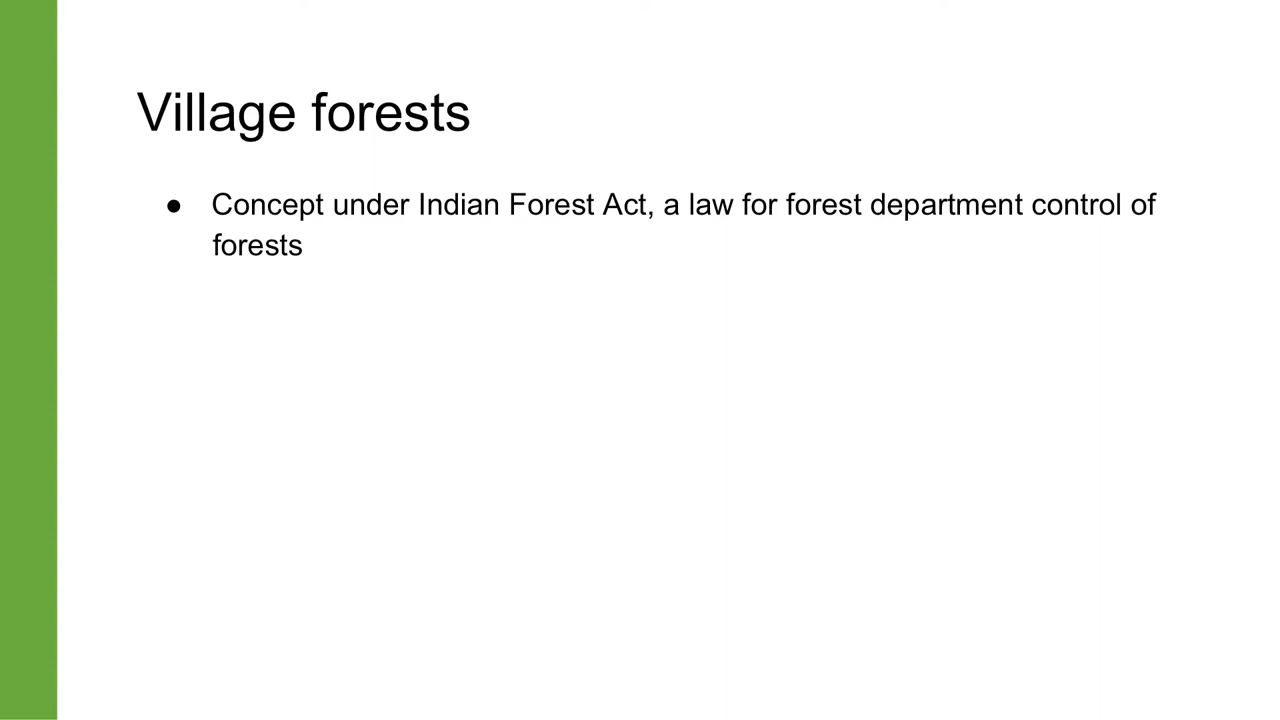 Village forests
● Concept under Indian Forest Act, a law for forest department control of
forests